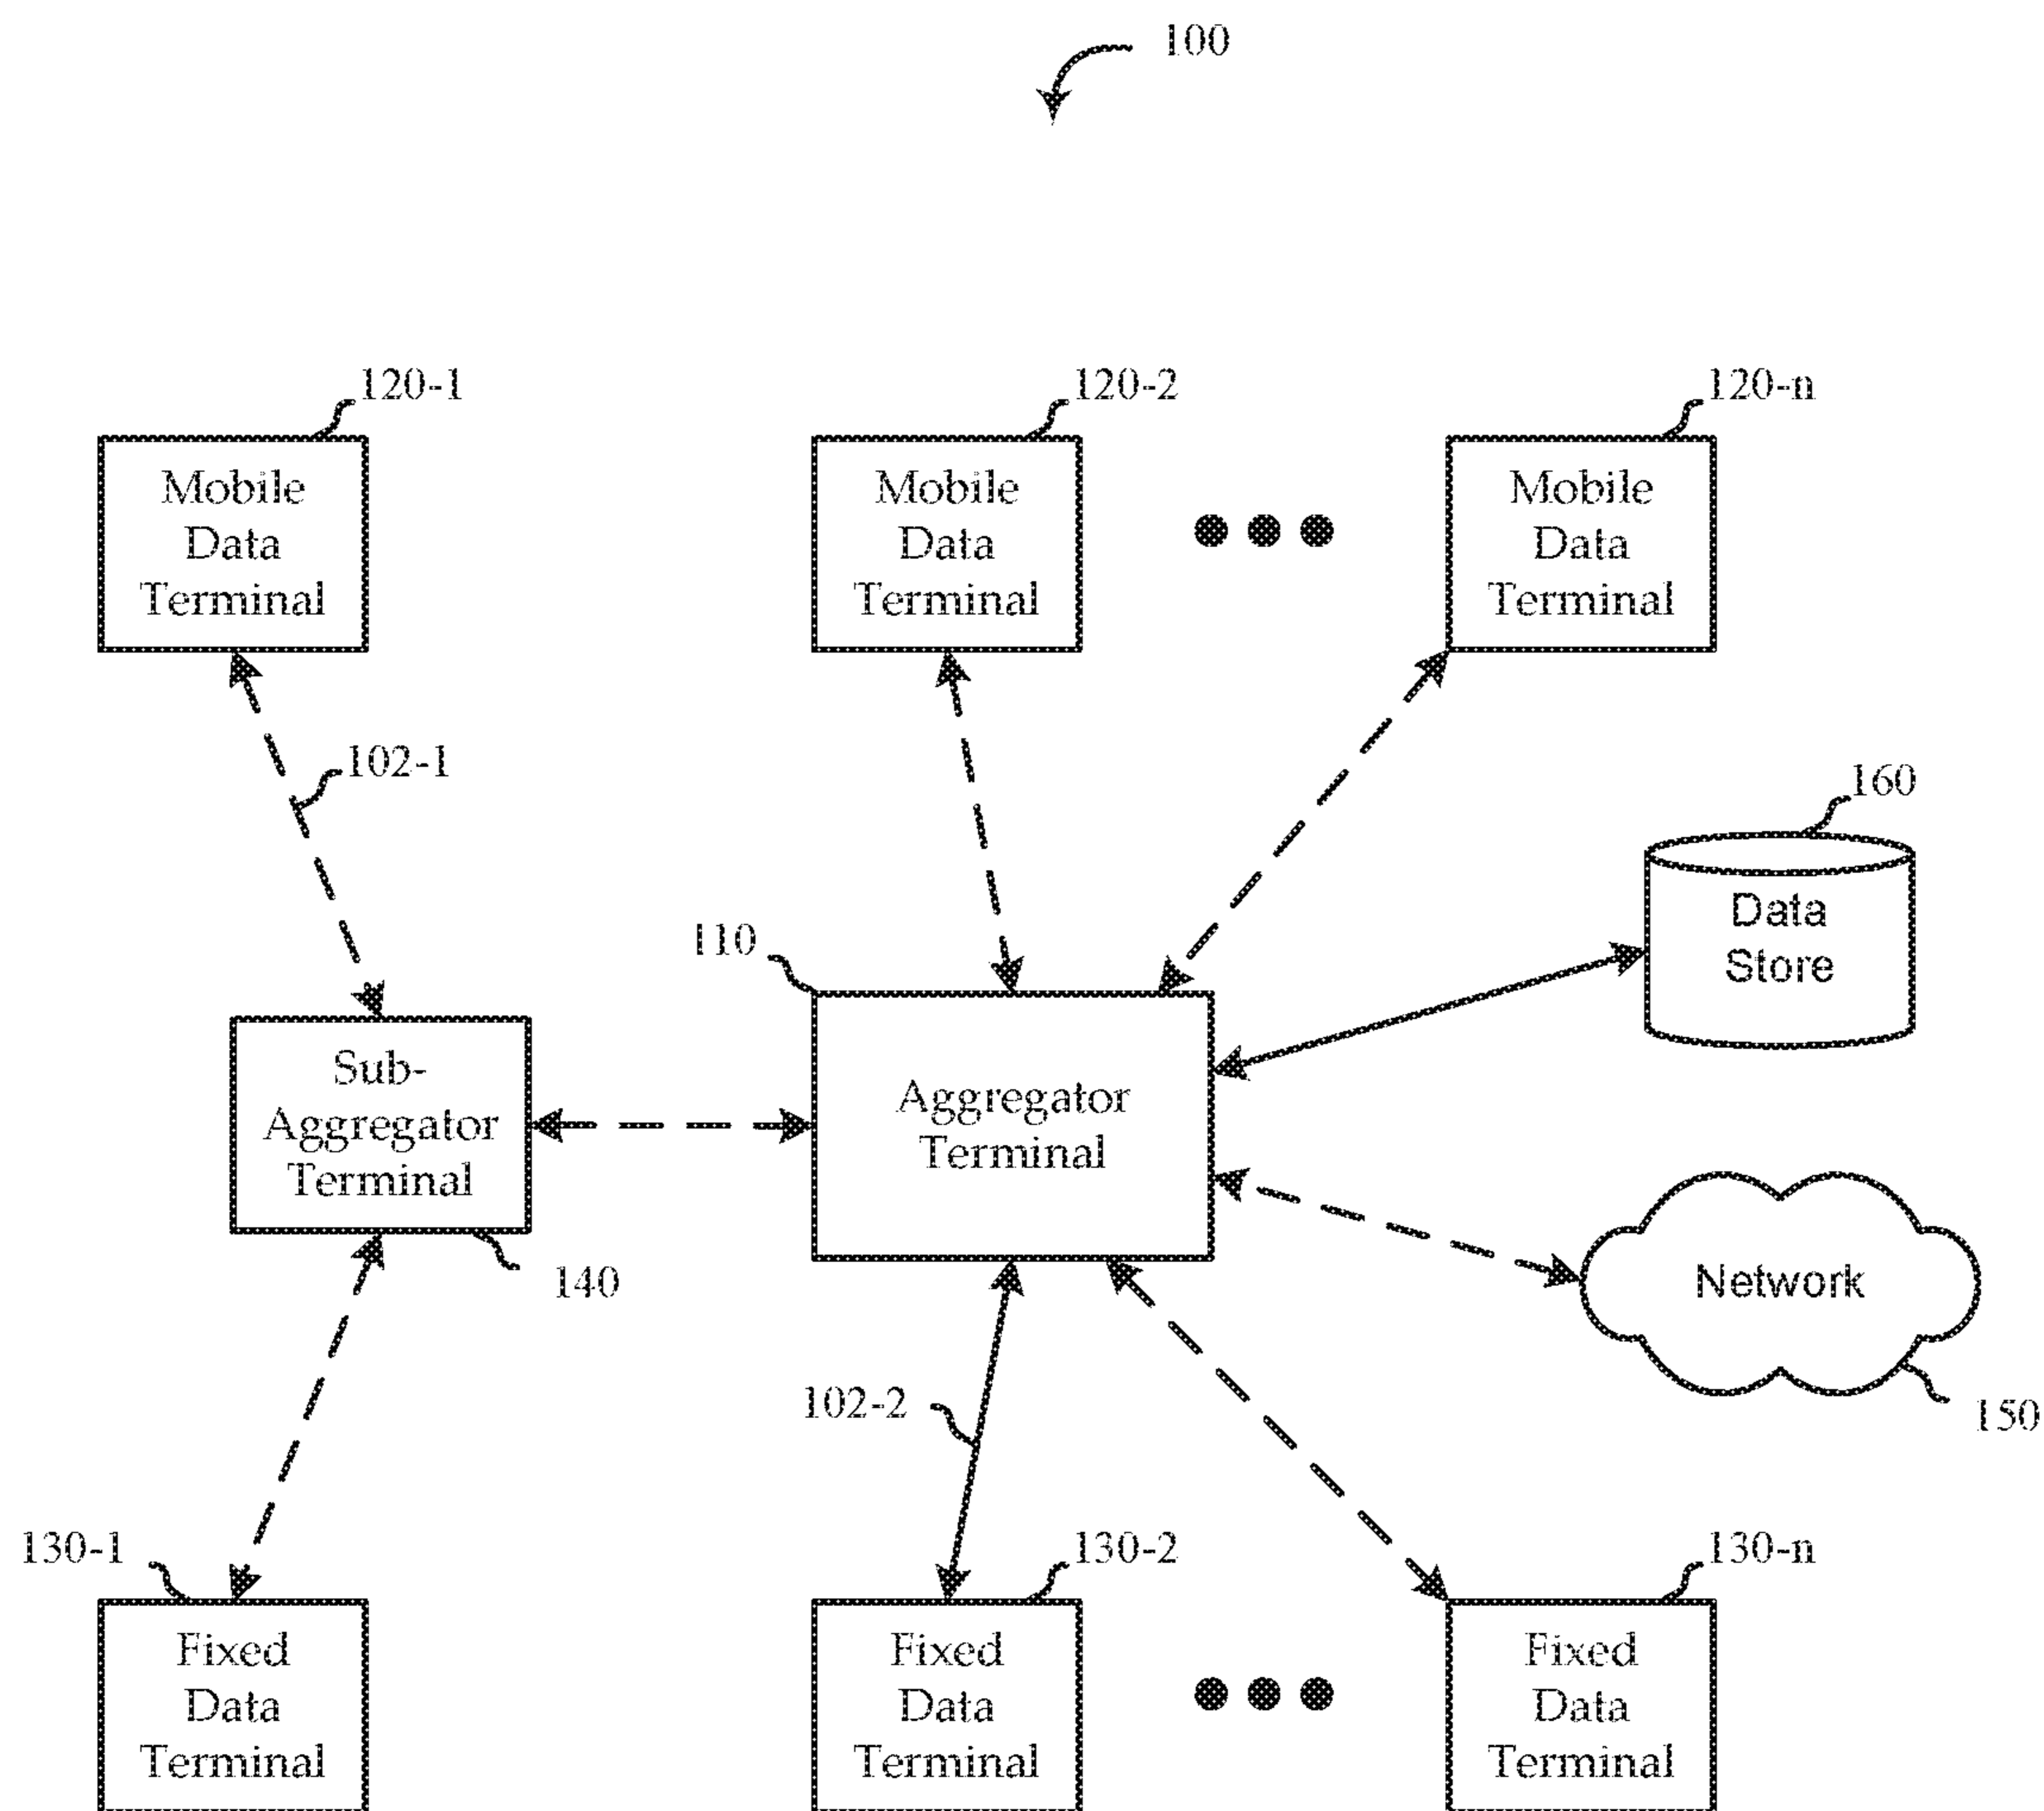 100
120-1
120-2
120-n
Mobile
Data
Terminal
Mobile
Data
Terminal
Mobile
Data
Terminal
102-1
160
Data
Store
110
Sub-
Aggregator
Terminal
Aggregator
Terminal
140
Network
102-2
150
130-1
130-2
130-n
Fixed
Data
Terminal
Fixed
Data
Terminal
Fixed
Data
Terminal